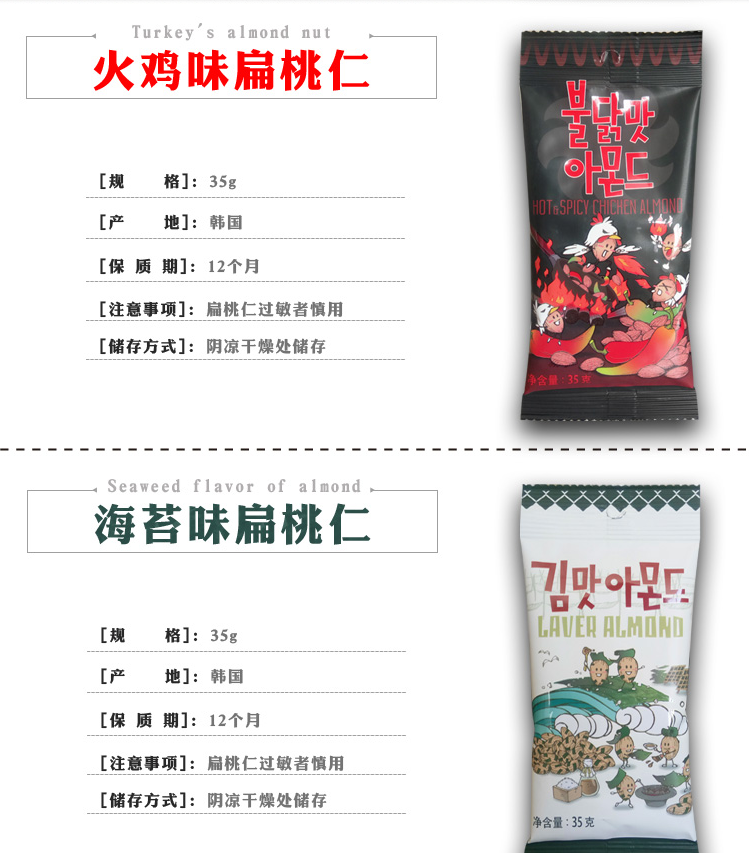 Turkey's almond nut
火鸡味扁桃仁
[规 格]: 35g
[产 地]: 韩国
[保 质 期]: 12个月
[注意事项]: 扁桃仁过敏者慎用
[储存方式]: 阴凉干燥处储存
불닭맛
아몬드
HOT & SPICY CHICHEN ALMOND
净含量：35克
Seaweed flavor of almond
海苔味扁桃仁
[规 格]: 35g
[产 地]: 韩国
[保 质 期]: 12个月
[注意事项]: 扁桃仁过敏者慎用
[储存方式]: 阴凉干燥处储存
김맛아몬드
LAVER ALMOND
净含量：35克